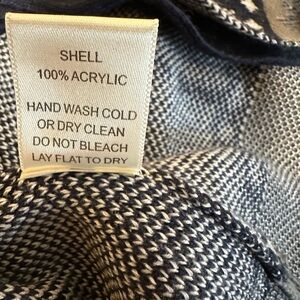 SHELL
100% ACRYLIC
HAND WASH COLD
OR DRY CLEAN
DO NOT BLEACH
LAY FLAT TO DRY